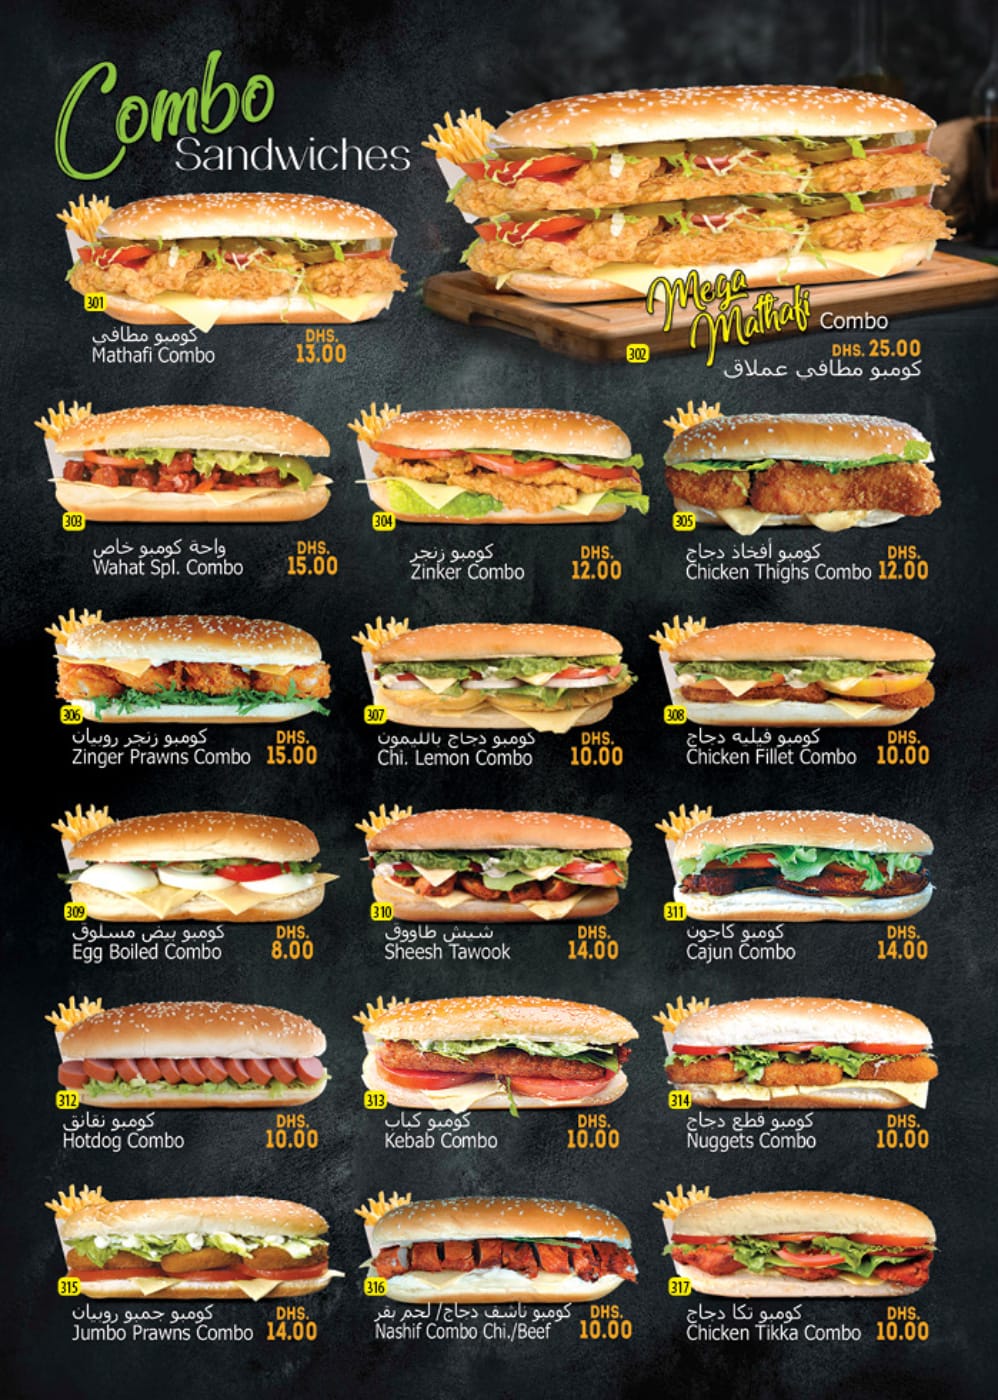 Combo
Sandwiches
301
كومبو مطافي
Mathafi Combo
DHS.
13.00
Mega
Mathafi Combo
302
DHS. 25.00
كومبو مطافي عملاق
303
واحة كومبو خاص
Wahat Spl. Combo
DHS.
15.00
304
كومبو زنجر
Zinker Combo
DHS.
12.00
305
كومبو أفخاذ دجاج
Chicken Thighs Combo
DHS.
12.00
306
كومبو زنجر روبيان
Zinger Prawns Combo
DHS.
15.00
307
كومبو دجاج بالليمون
Chi. Lemon Combo
DHS.
10.00
308
كومبو فيليه دجاج
Chicken Fillet Combo
DHS.
10.00
309
كومبو بيض مسلوق
Egg Boiled Combo
DHS.
8.00
310
شيش طاووق
Sheesh Tawook
DHS.
14.00
311
كومبو كاجون
Cajun Combo
DHS.
14.00
312
كومبو نقانق
Hotdog Combo
DHS.
10.00
313
كومبو كباب
Kebab Combo
DHS.
10.00
314
كومبو قطع دجاج
Nuggets Combo
DHS.
10.00
315
كومبو جمبو روبيان
Jumbo Prawns Combo
DHS.
14.00
316
كومبو ناشف دجاج/ لحم بقر
Nashif Combo Chi./Beef
DHS.
10.00
317
كومبو تكا دجاج
Chicken Tikka Combo
DHS.
10.00